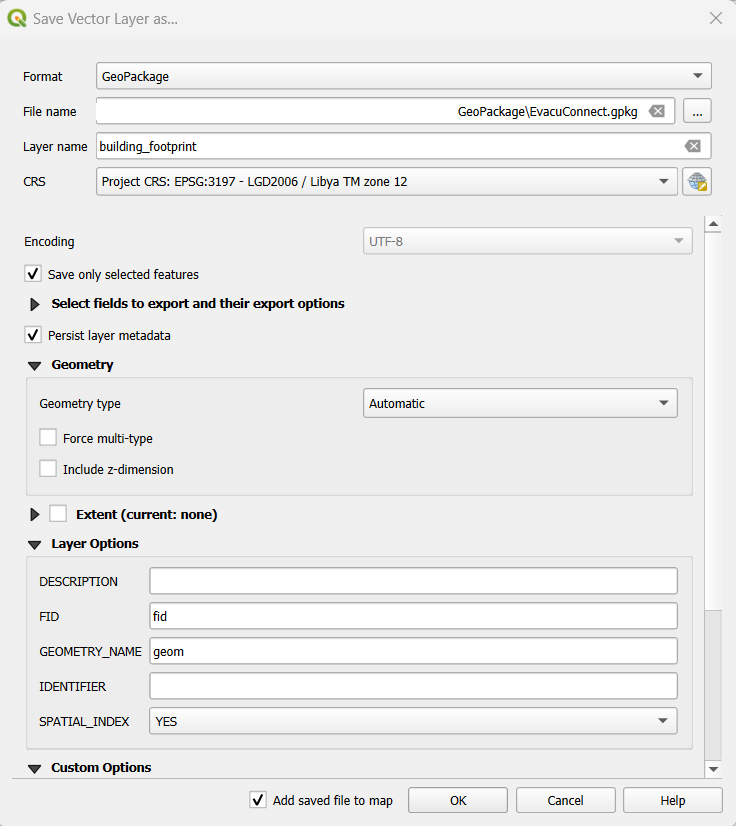 Save Vector Layer as...
Format GeoPackage
File name GeoPackage\EvacuConnect.gpkg ...
Layer name building_footprint
CRS Project CRS: EPSG:3197 - LGD2006 / Libya TM zone 12
Encoding UTF-8
Save only selected features
Select fields to export and their export options
Persist layer metadata
Geometry
Geometry type Automatic
Force multi-type
Include z-dimension
Extent (current: none)
Layer Options
DESCRIPTION
FID fid
GEOMETRY_NAME geom
IDENTIFIER
SPATIAL_INDEX YES
Custom Options
Add saved file to map OK Cancel Help